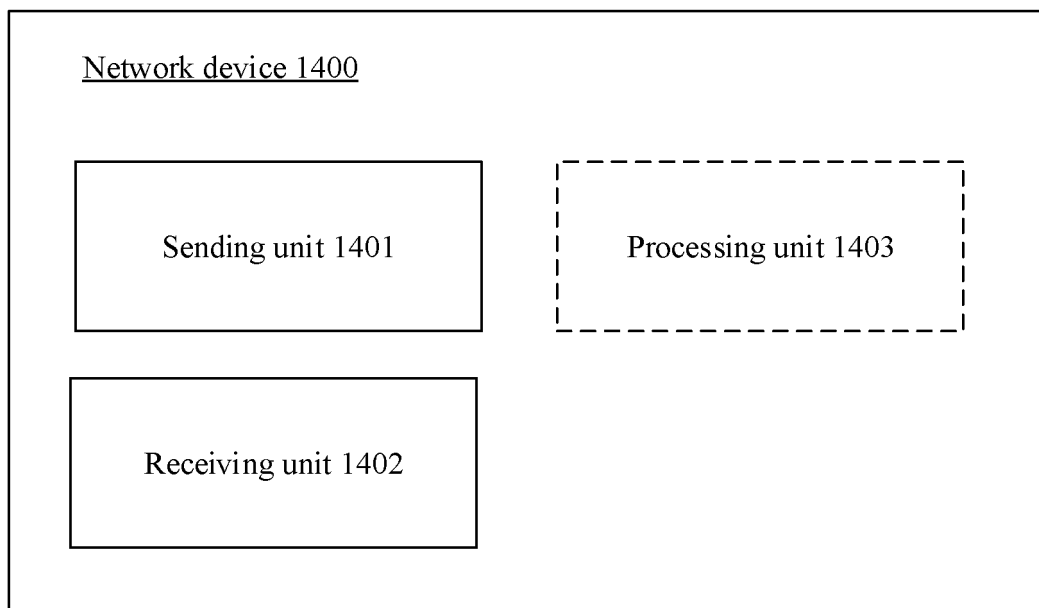 Network device 1400
Sending unit 1401
Processing unit 1403
Receiving unit 1402